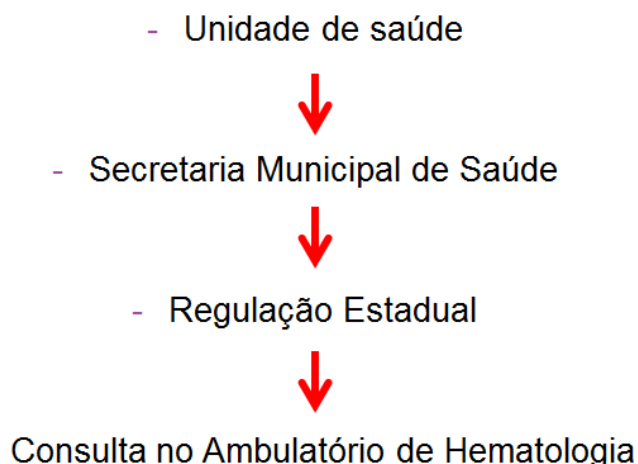 - Unidade de saúde
- Secretaria Municipal de Saúde
- Regulação Estadual
Consulta no Ambulatório de Hematologia